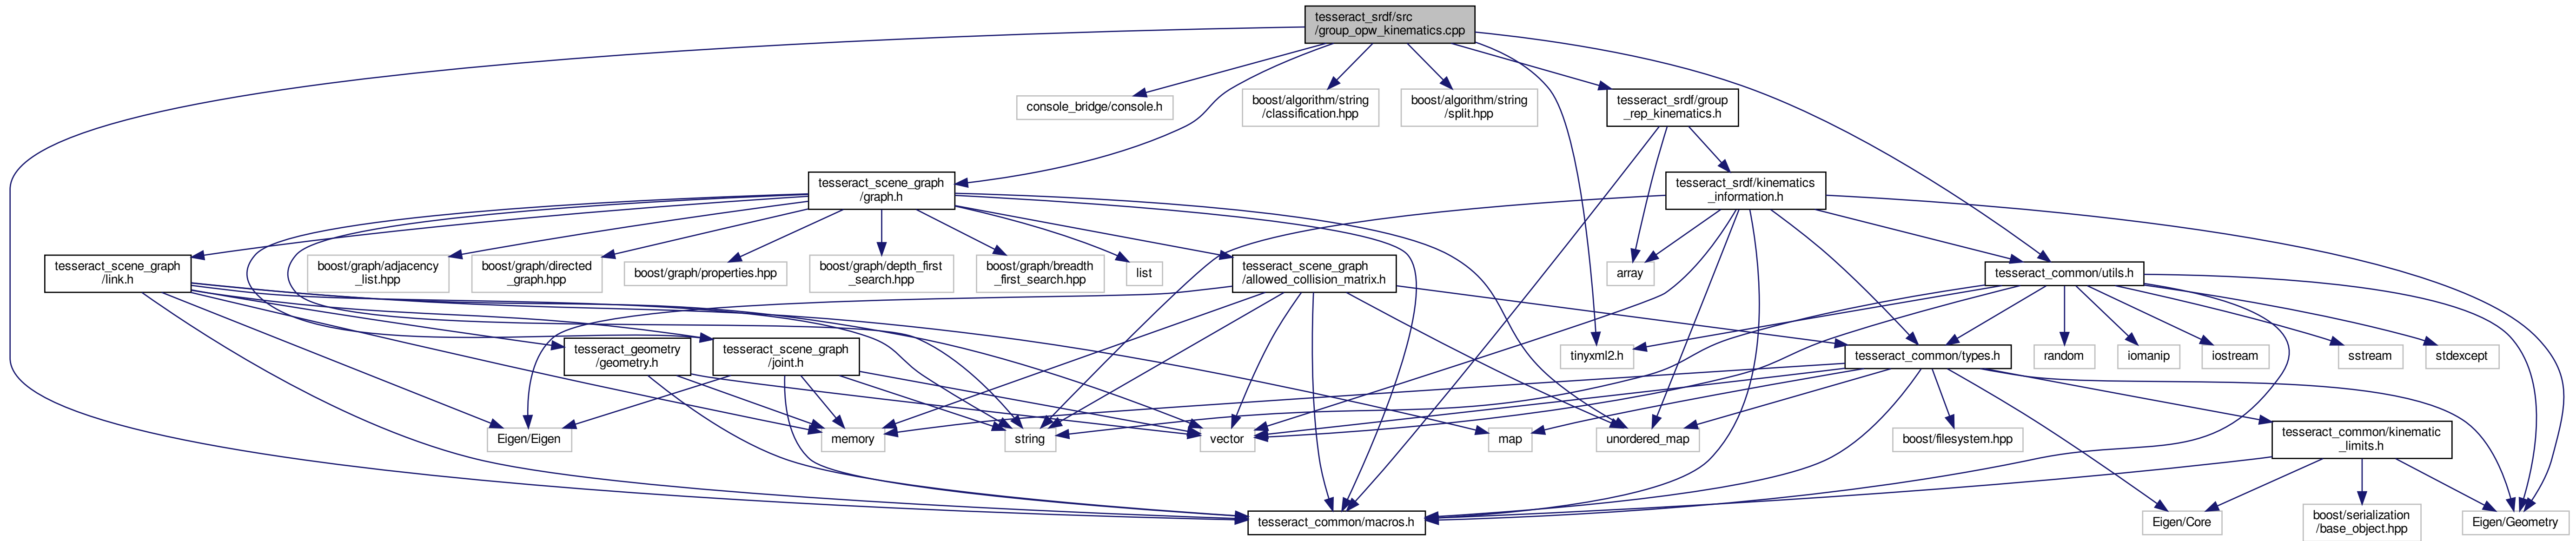 tesseract_srdf/src
/group_opw_kinematics.cpp
console_bridge/console.h
boost/algorithm/string
/classification.hpp
boost/algorithm/string
/split.hpp
tesseract_srdf/group
_rep_kinematics.h
tesseract_scene_graph
/graph.h
tesseract_srdf/kinematics
_information.h
tesseract_scene_graph
/link.h
boost/graph/adjacency
_list.hpp
boost/graph/directed
_graph.hpp
boost/graph/properties.hpp
boost/graph/depth_first
_search.hpp
boost/graph/breadth
_first_search.hpp
list
tesseract_scene_graph
/allowed_collision_matrix.h
array
tesseract_common/utils.h
tesseract_geometry
/geometry.h
tesseract_scene_graph
/joint.h
tinyxml2.h
tesseract_common/types.h
random
iomanip
iostream
sstream
stdexcept
Eigen/Eigen
memory
string
vector
map
unordered_map
boost/filesystem.hpp
tesseract_common/kinematic
_limits.h
tesseract_common/macros.h
Eigen/Core
boost/serialization
/base_object.hpp
Eigen/Geometry